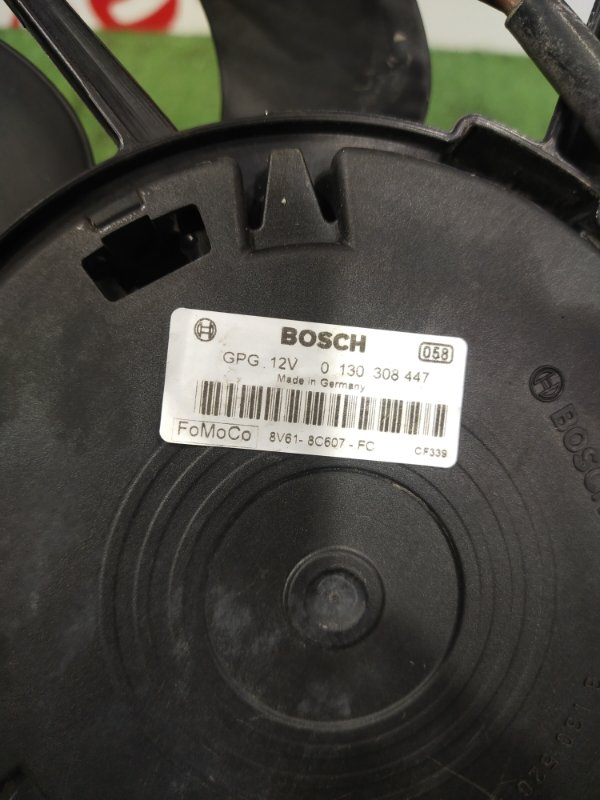 BOSCH 058
GPG 12V 0 130 308 447
Made in Germany
FoMoCo 8V61-8C607-FC CF339
BOSCH